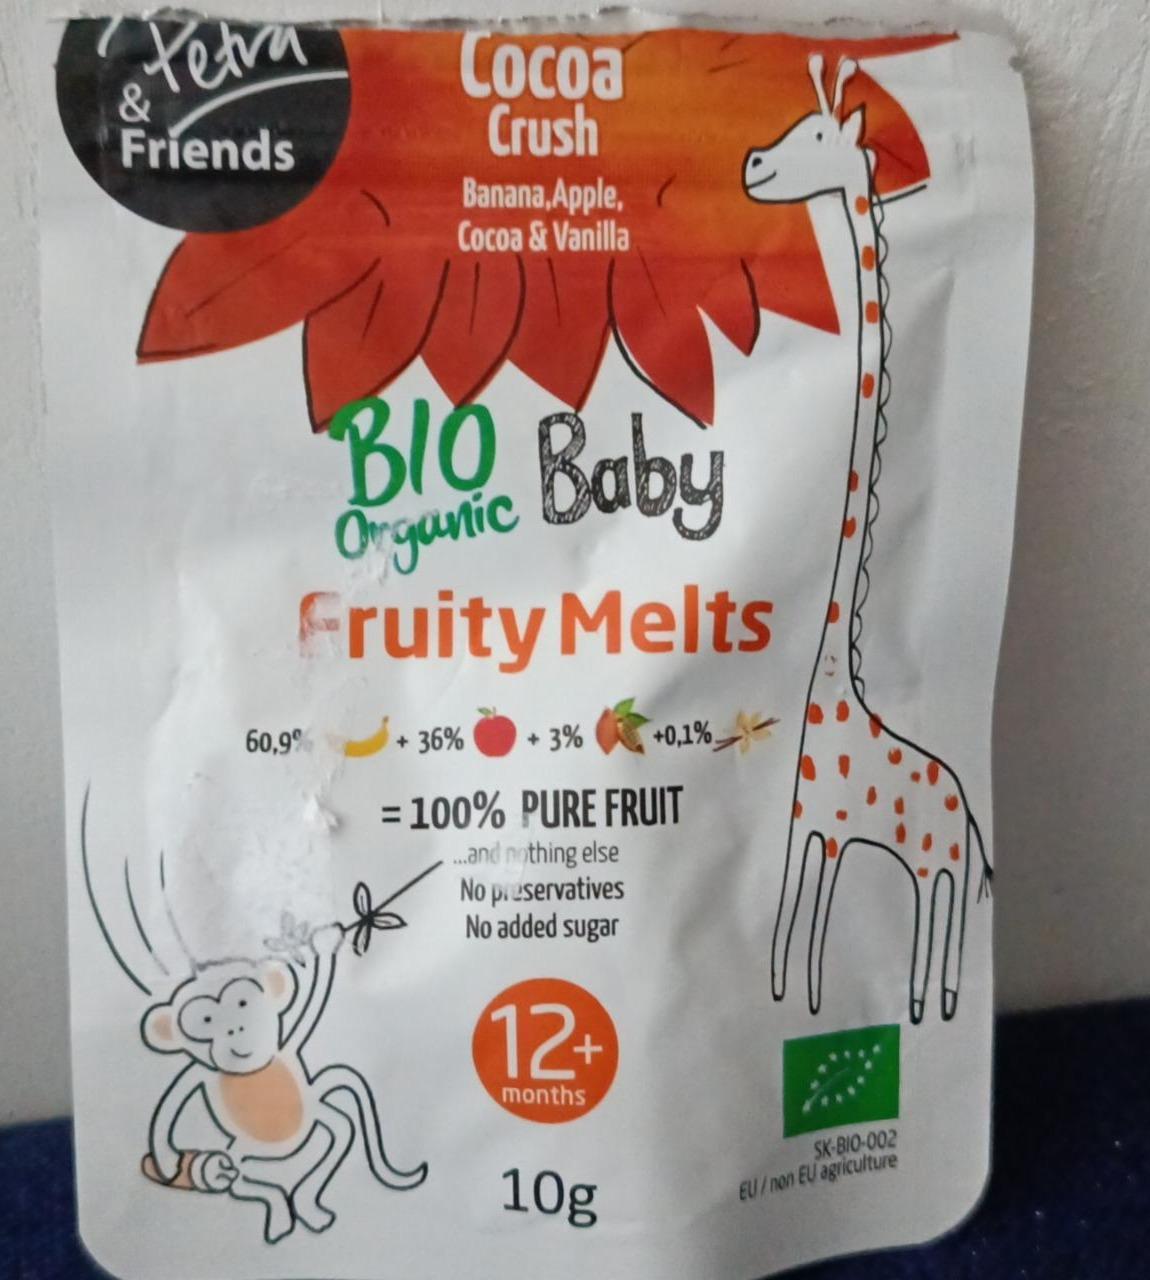 Petra
&
Friends
Cocoa
Crush
Banana,Apple,
Cocoa & Vanilla
BIO
Organic
Baby
Fruity Melts
60,9% + 36% + 3% +0,1%
= 100% PURE FRUIT
...and nothing else
No preservatives
No added sugar
12+
months
10g
SK-BIO-002
EU / non EU agriculture